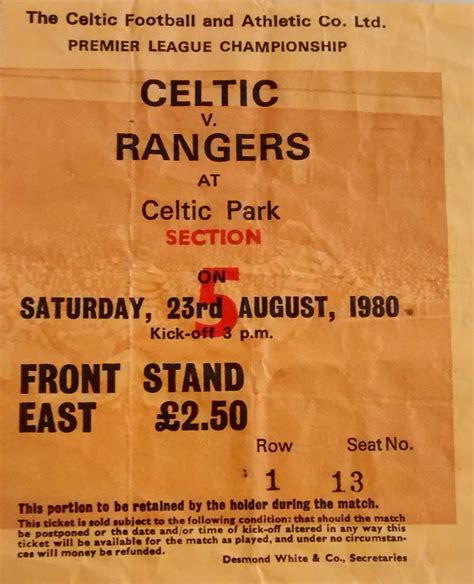 The Celtic Football and Athletic Co. Ltd.
PREMIER LEAGUE CHAMPIONSHIP
CELTIC
V.
RANGERS
AT
Celtic Park
SECTION
5
ON
SATURDAY, 23rd AUGUST, 1980
Kick-off 3 p.m.
FRONT STAND
EAST £2.50
Row Seat No.
1 13
This portion to be retained by the holder during the match.
This ticket is sold subject to the following condition: that should the match
be postponed or the date and/or time of kick-off altered in any way this
ticket will be available for the match as played, and under no circumstan-
ces will money be refunded.
Desmond White & Co., Secretaries